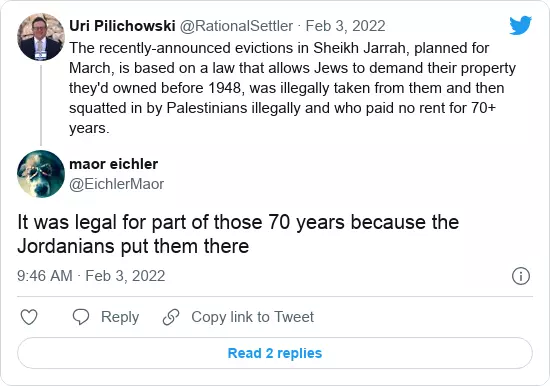 Uri Pilichowski @RationalSettler · Feb 3, 2022
The recently-announced evictions in Sheikh Jarrah, planned for
March, is based on a law that allows Jews to demand their property
they'd owned before 1948, was illegally taken from them and then
squatted in by Palestinians illegally and who paid no rent for 70+
years.
maor eichler
@EichlerMaor
It was legal for part of those 70 years because the
Jordanians put them there
9:46 AM · Feb 3, 2022
Reply Copy link to Tweet
Read 2 replies